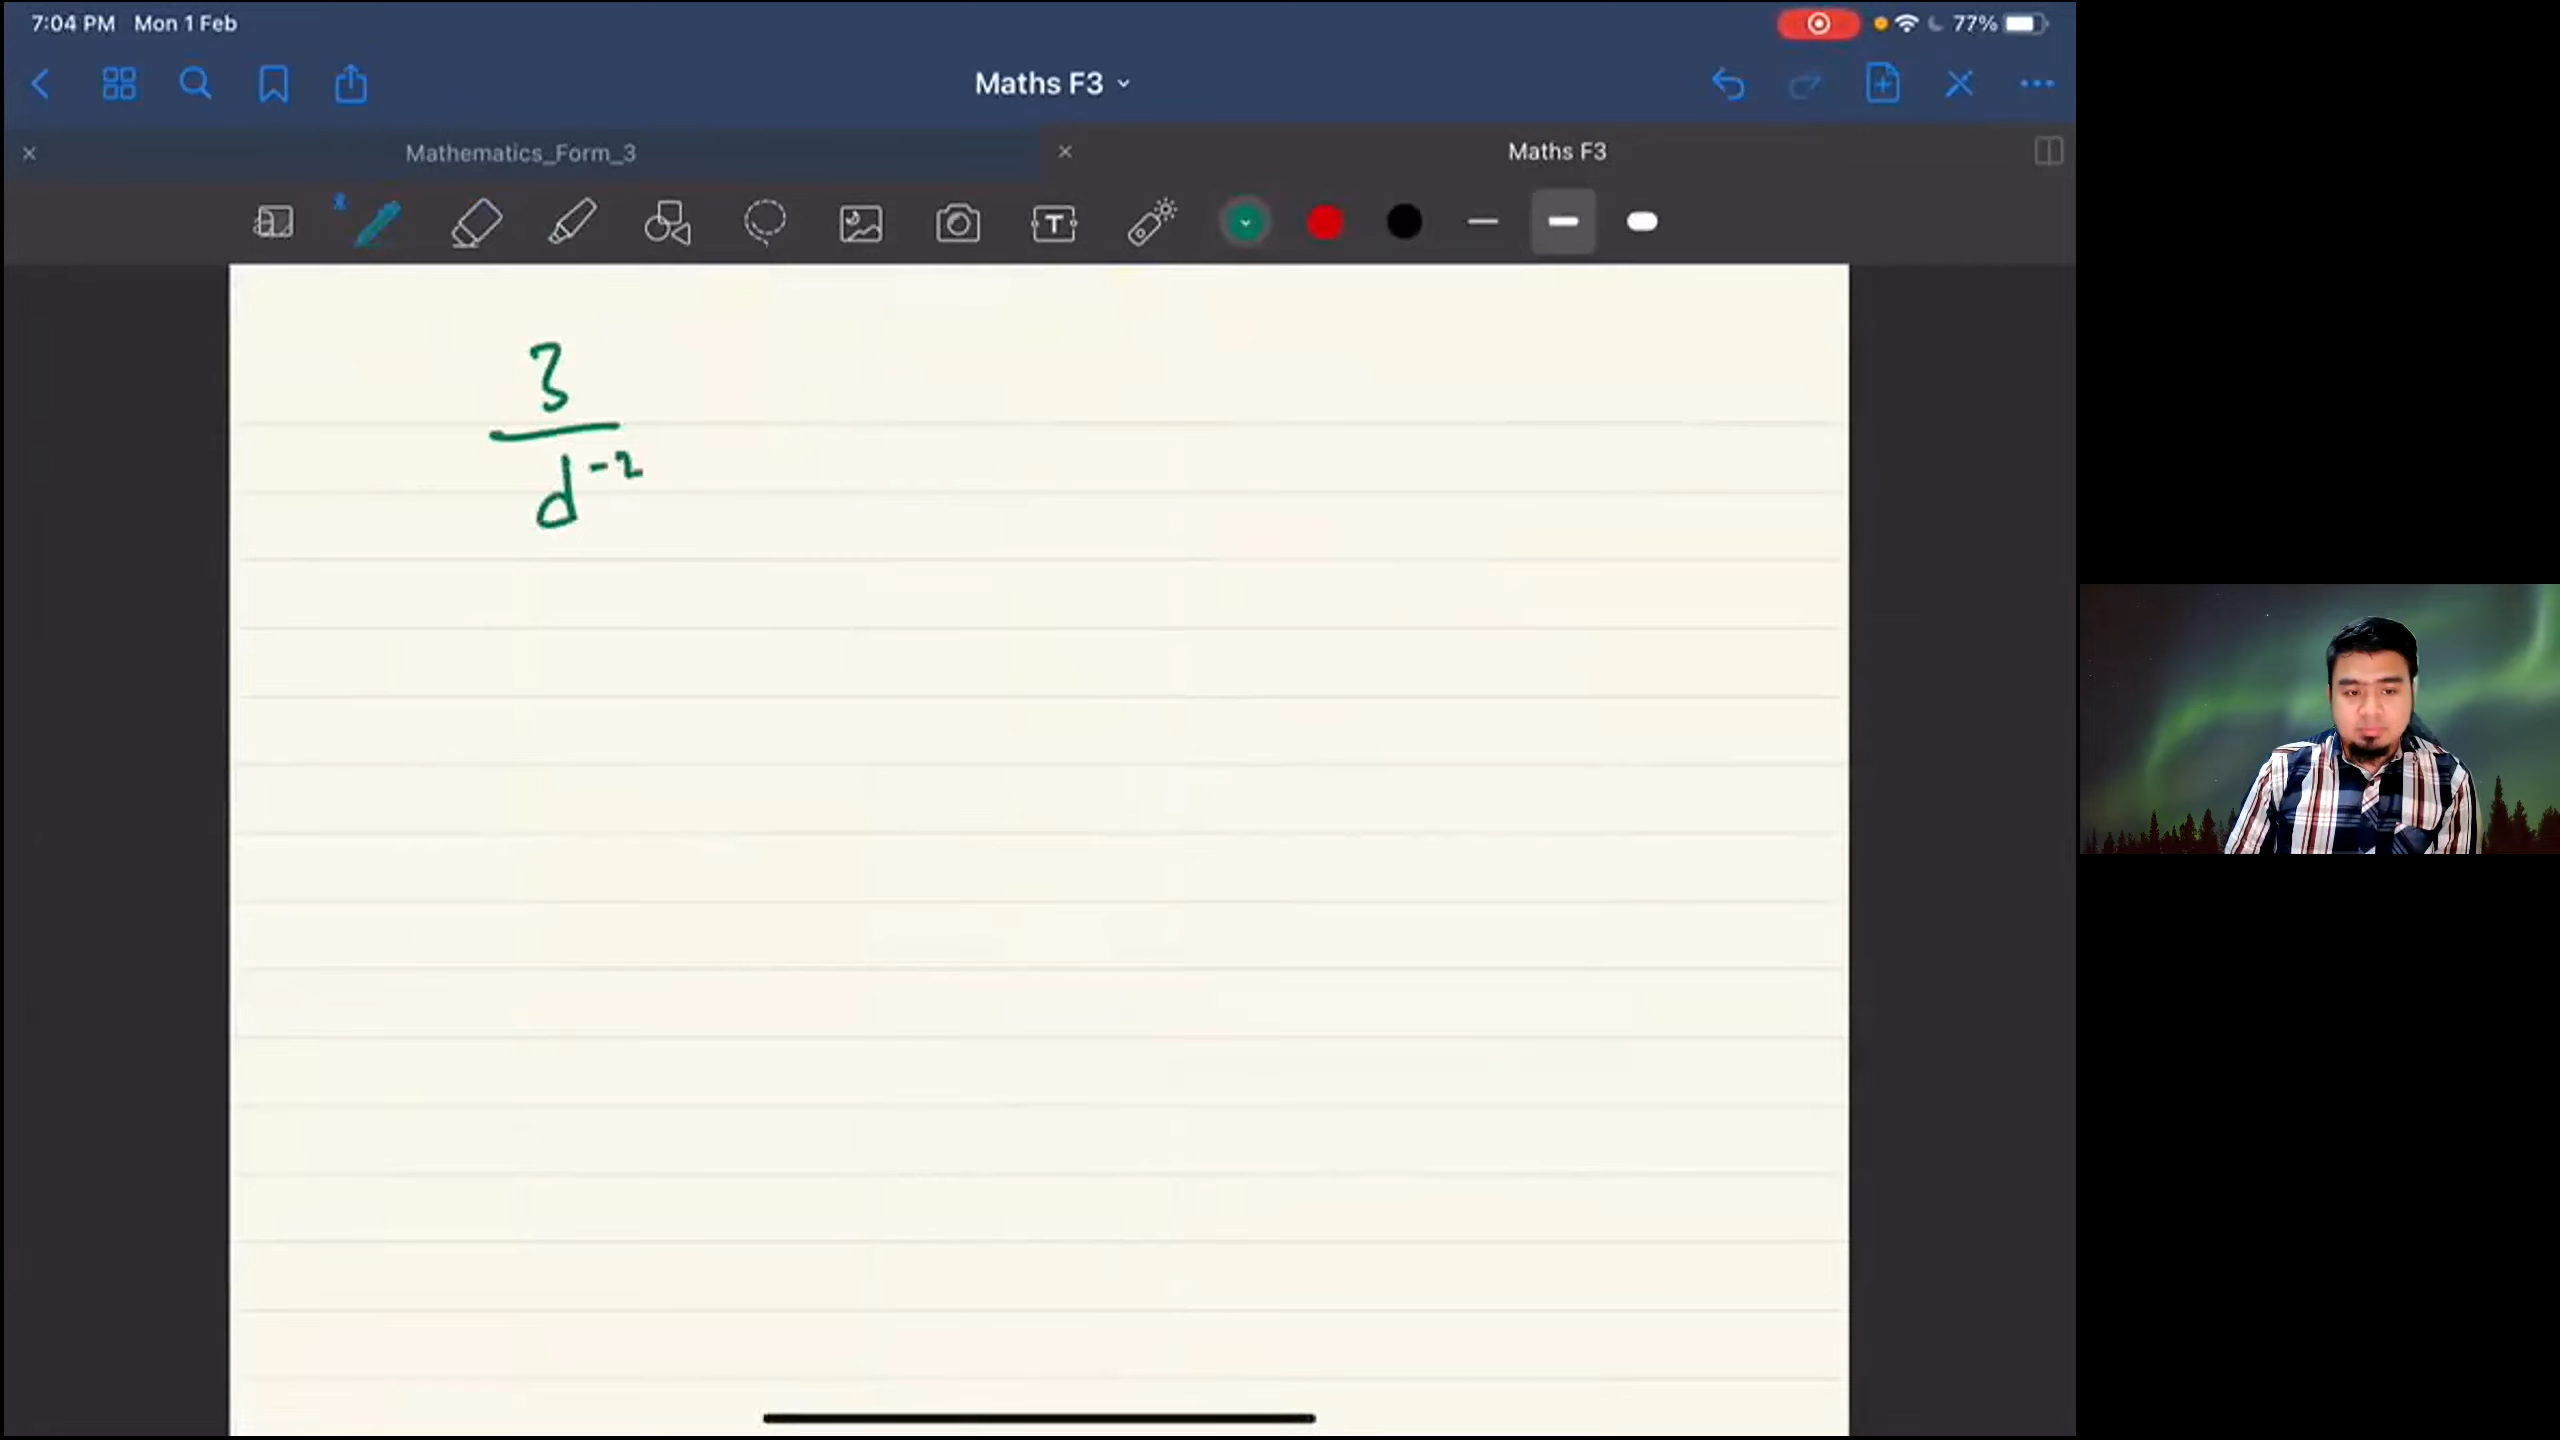 7:04 PM Mon 1 Feb
77%
Maths F3
Mathematics_Form_3
Maths F3
T
3
d⁻²